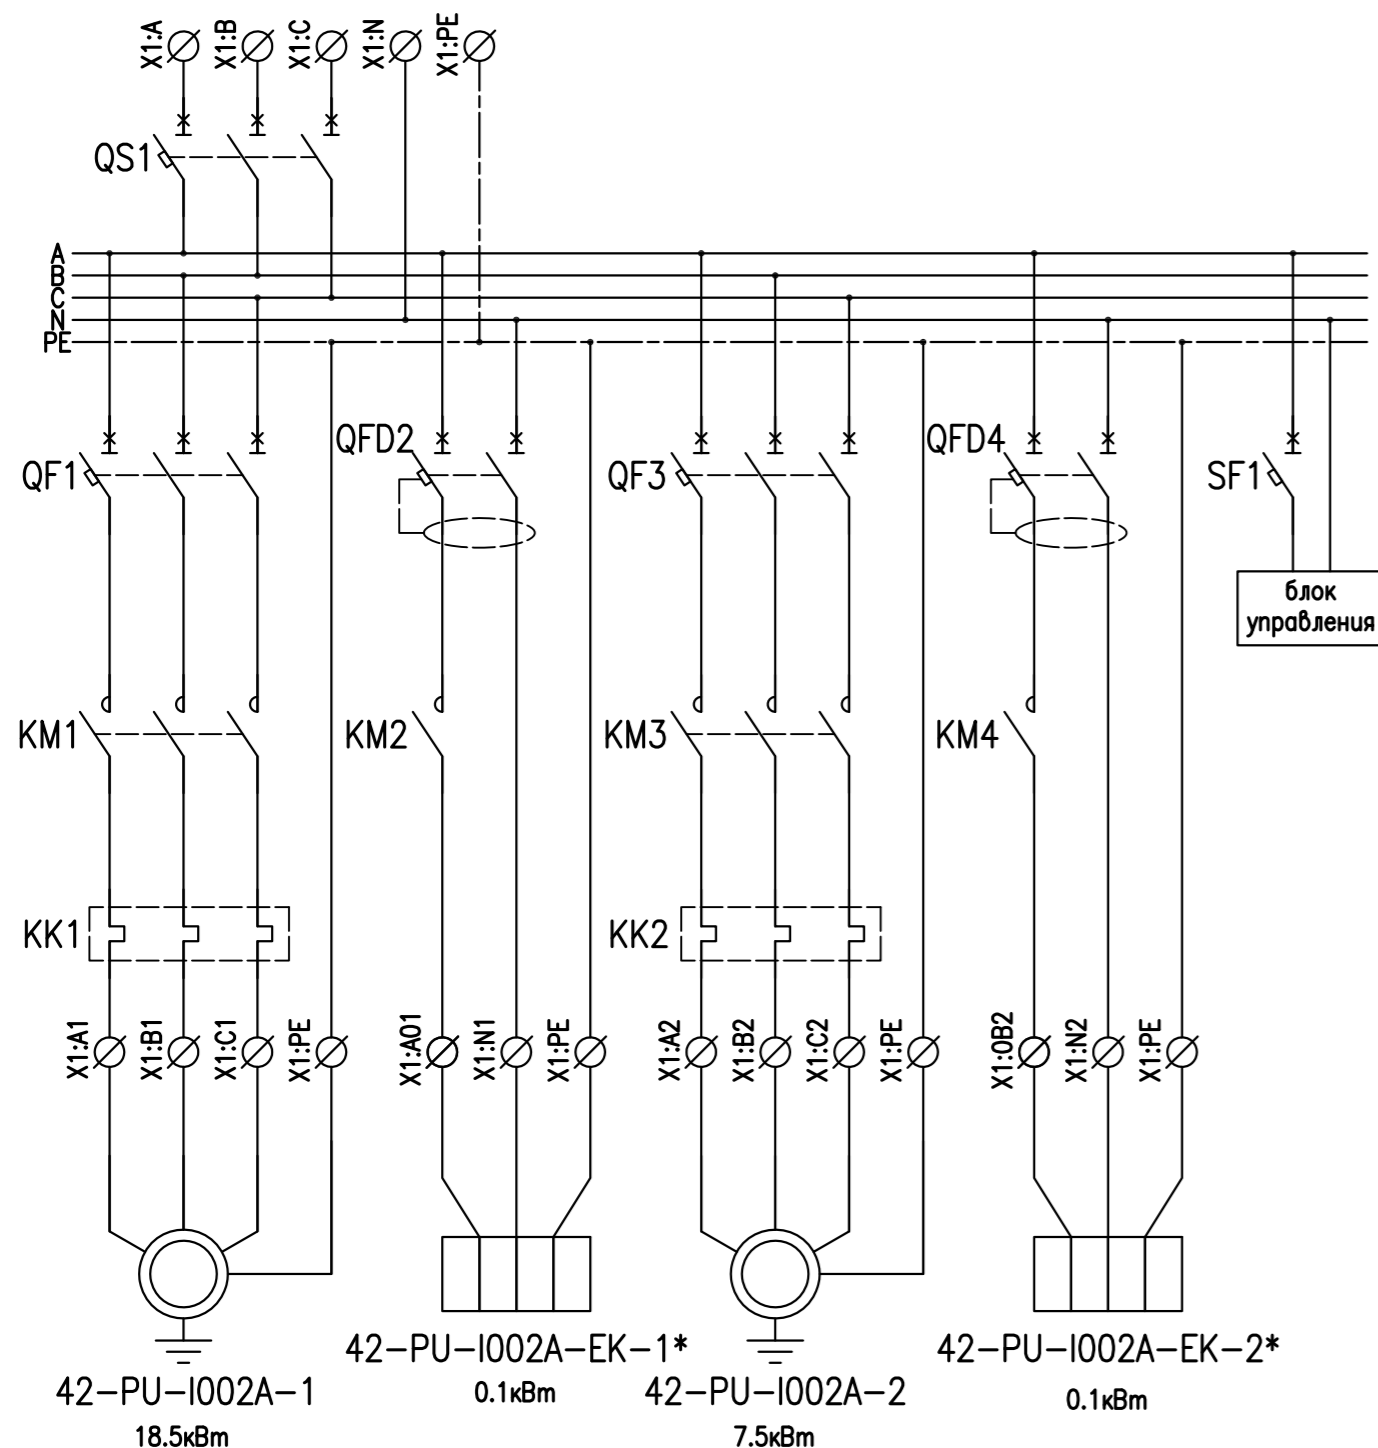 X1:A
X1:B
X1:C
X1:N
X1:PE
QS1
A
B
C
N
PE
QF1
QFD2
QF3
QFD4
SF1
блок
управления
KM1
KM2
KM3
KM4
KK1
KK2
X1:A1
X1:B1
X1:C1
X1:PE
X1:A01
X1:N1
X1:PE
X1:A2
X1:B2
X1:C2
X1:PE
X1:0B2
X1:N2
X1:PE
42-PU-I002A-EK-1*
0.1кВт
42-PU-I002A-EK-2*
0.1кВт
42-PU-I002A-1
18.5кВт
42-PU-I002A-2
7.5кВт